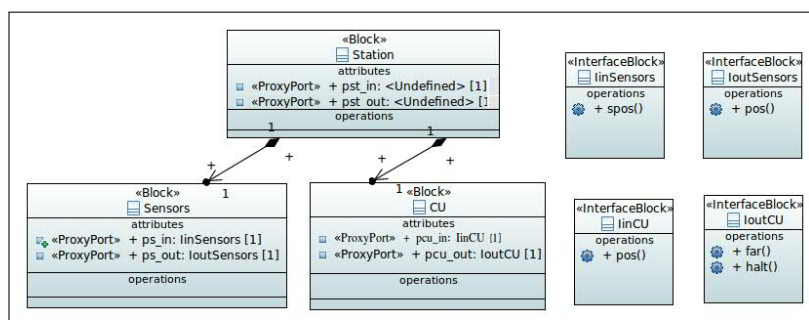 «Block»
Station
attributes
«ProxyPort» + pst_in: <Undefined> [1]
«ProxyPort» + pst_out: <Undefined> [1]
operations
1
1
+
+
+
+
1
1
«Block»
Sensors
attributes
«ProxyPort» + ps_in: IinSensors [1]
«ProxyPort» + ps_out: IoutSensors [1]
operations
«Block»
CU
attributes
«ProxyPort» + pcu_in: IinCU [1]
«ProxyPort» + pcu_out: IoutCU [1]
operations
«InterfaceBlock»
IinSensors
operations
+ spos()
«InterfaceBlock»
IoutSensors
operations
+ pos()
«InterfaceBlock»
IinCU
operations
+ pos()
«InterfaceBlock»
IoutCU
operations
+ far()
+ halt()